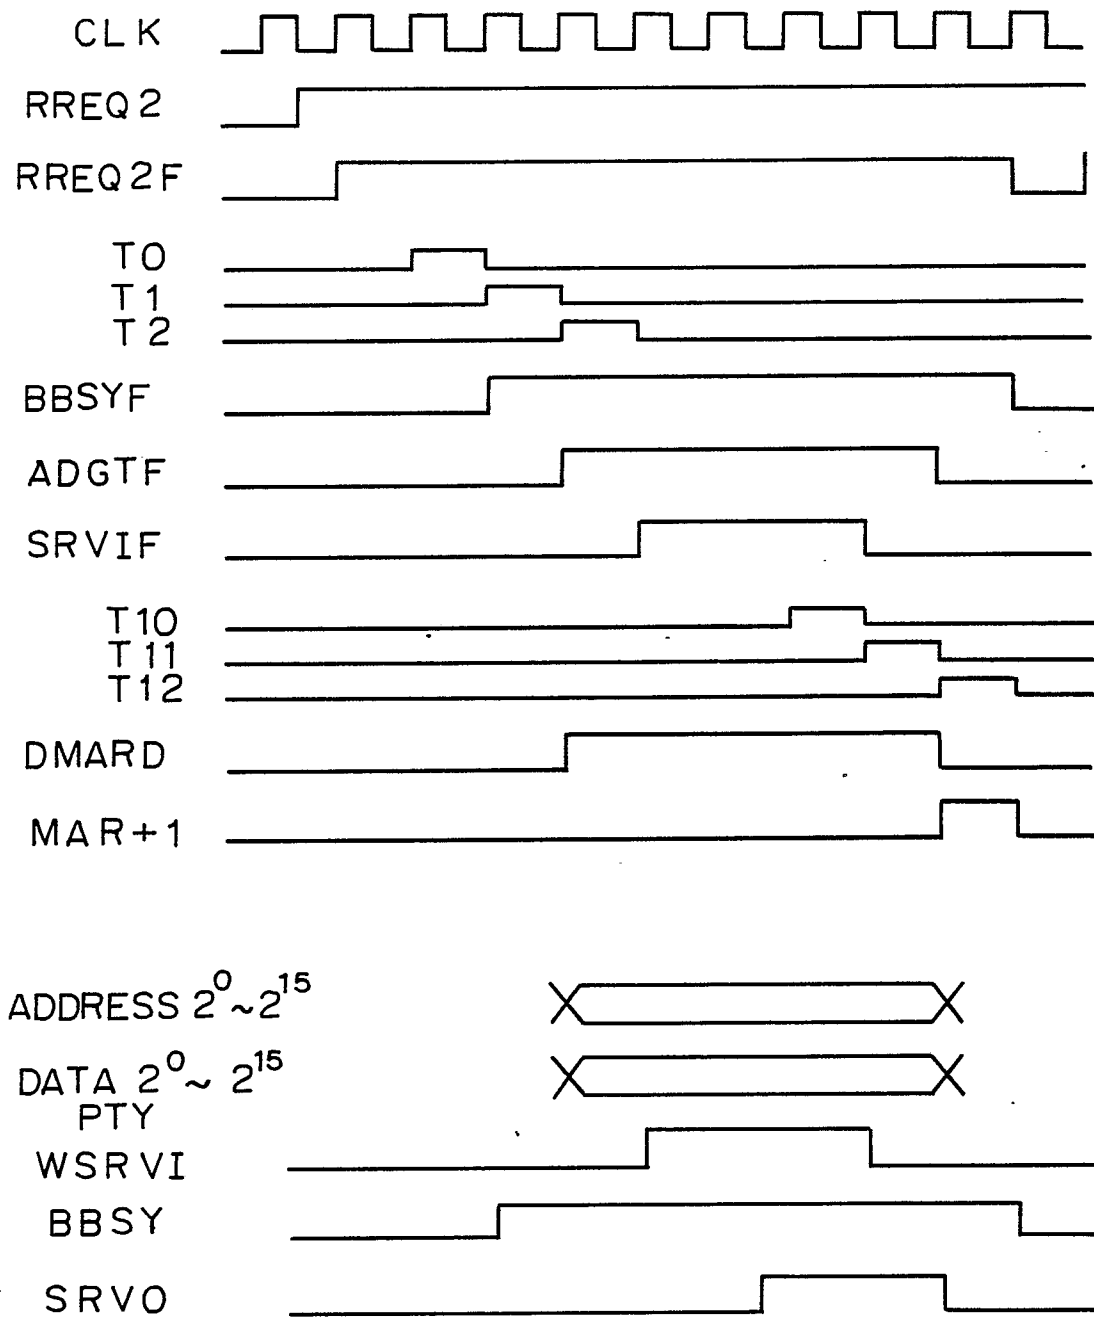 CLK
RREQ2
RREQ2F
T0
T1
T2
BBSYF
ADGTF
SRVIF
T10
T11
T12
DMARD
MAR+1
ADDRESS 2⁰~2¹⁵
DATA 2⁰~2¹⁵
PTY
WSRVI
BBSY
SRVO